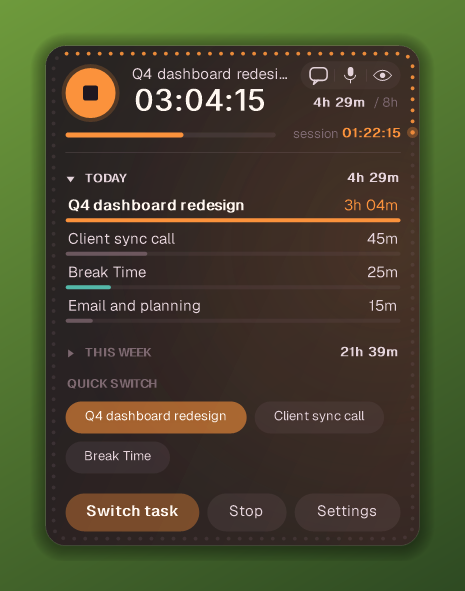 Q4 dashboard redesi...
03:04:15
4h 29m / 8h
session 01:22:15
TODAY 4h 29m
Q4 dashboard redesign 3h 04m
Client sync call 45m
Break Time 25m
Email and planning 15m
THIS WEEK 21h 39m
QUICK SWITCH
Q4 dashboard redesign Client sync call
Break Time
Switch task Stop Settings